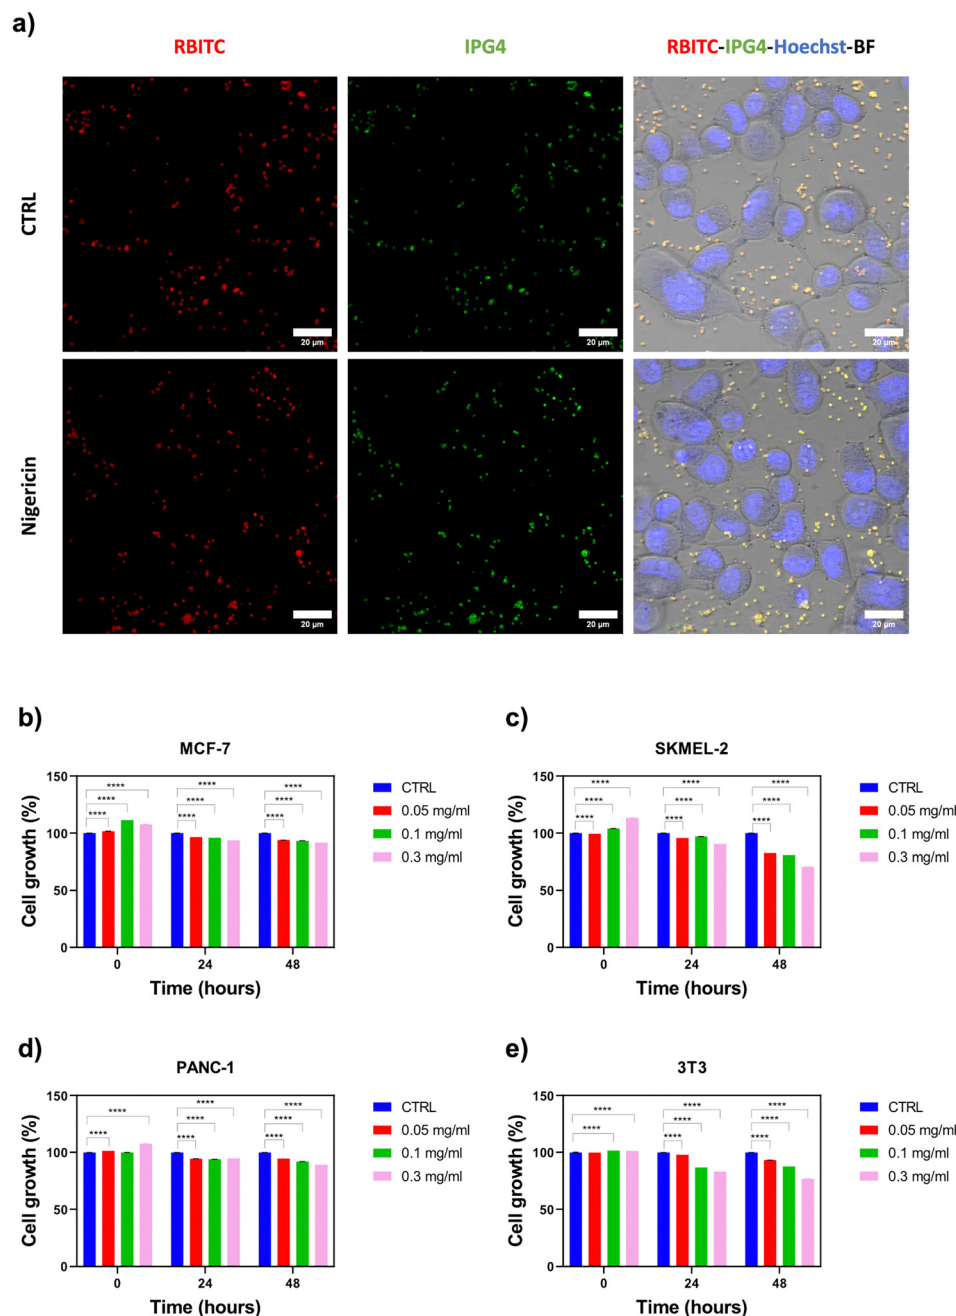 a)
RBITC IPG4 RBITC-IPG4-Hoechst-BF
CTRL
20 µm 20 µm 20 µm
Nigericin
20 µm 20 µm 20 µm
b)
MCF-7
Cell growth (%)
150
100
50
0
**** **** ****
**** **** ****
**** **** ****
0 24 48
Time (hours)
CTRL
0.05 mg/ml
0.1 mg/ml
0.3 mg/ml
c)
SKMEL-2
Cell growth (%)
150
100
50
0
**** **** ****
**** **** ****
**** **** ****
0 24 48
Time (hours)
CTRL
0.05 mg/ml
0.1 mg/ml
0.3 mg/ml
d)
PANC-1
Cell growth (%)
150
100
50
0
**** **** ****
**** ****
**** **** ****
0 24 48
Time (hours)
CTRL
0.05 mg/ml
0.1 mg/ml
0.3 mg/ml
e)
3T3
Cell growth (%)
150
100
50
0
**** **** ****
**** **** ****
**** ****
0 24 48
Time (hours)
CTRL
0.05 mg/ml
0.1 mg/ml
0.3 mg/ml